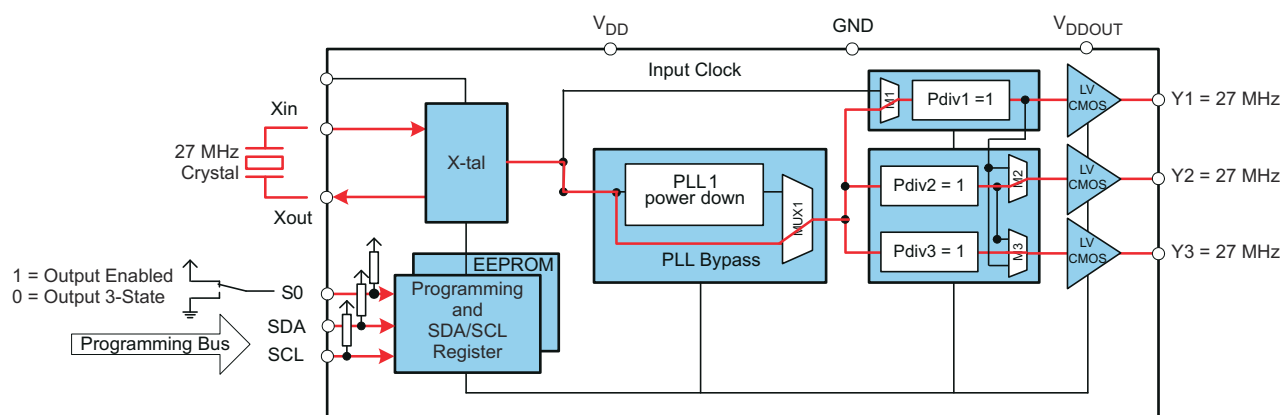 V_DD
GND
V_DDOUT
Input Clock
Xin
27 MHz
Crystal
Xout
X-tal
PLL 1
power down
MUX1
PLL Bypass
M1
Pdiv1 =1
LV
CMOS
Y1 = 27 MHz
Pdiv2 = 1
M2
LV
CMOS
Y2 = 27 MHz
Pdiv3 = 1
M3
LV
CMOS
Y3 = 27 MHz
1 = Output Enabled
0 = Output 3-State
S0
SDA
SCL
Programming Bus
EEPROM
Programming
and
SDA/SCL
Register